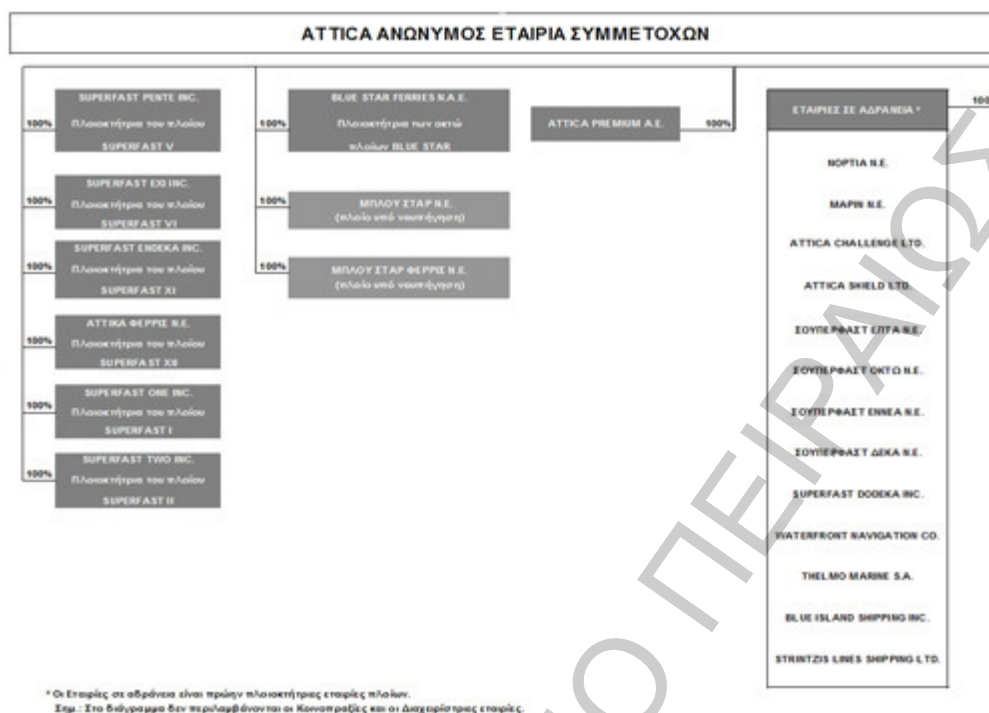 ATTICA ΑΝΩΝΥΜΟΣ ΕΤΑΙΡΙΑ ΣΥΜΜΕΤΟΧΩΝ
100%
SUPERFAST PENTE INC.
Πλοιοκτήτρια του πλοίου
SUPERFAST V
100%
SUPERFAST EXI INC.
Πλοιοκτήτρια του πλοίου
SUPERFAST VI
100%
SUPERFAST ENDEKA INC.
Πλοιοκτήτρια του πλοίου
SUPERFAST XI
100%
ΑΤΤΙΚΑ ΦΕΡΡΙΣ Ν.Ε.
Πλοιοκτήτρια του πλοίου
SUPERFAST XII
100%
SUPERFAST ONE INC.
Πλοιοκτήτρια του πλοίου
SUPERFAST I
100%
SUPERFAST TWO INC.
Πλοιοκτήτρια του πλοίου
SUPERFAST II
100%
BLUE STAR FERRIES N.A.E.
Πλοιοκτήτρια των οκτώ
πλοίων BLUE STAR
100%
ΜΠΛΟΥ ΣΤΑΡ Ν.Ε.
(πλοίο υπό ναυπήγηση)
100%
ΜΠΛΟΥ ΣΤΑΡ ΦΕΡΡΙΣ Ν.Ε.
(πλοίο υπό ναυπήγηση)
ATTICA PREMIUM A.E.
100%
ΕΤΑΙΡΙΕΣ ΣΕ ΑΔΡΑΝΕΙΑ *
100%
ΝΟΡΤΙΑ Ν.Ε.
ΜΑΡΙΝ Ν.Ε.
ATTICA CHALLENGE LTD.
ATTICA SHIELD LTD.
ΣΟΥΠΕΡΦΑΣΤ ΕΠΤΑ Ν.Ε.
ΣΟΥΠΕΡΦΑΣΤ ΟΚΤΩ Ν.Ε.
ΣΟΥΠΕΡΦΑΣΤ ΕΝΝΕΑ Ν.Ε.
ΣΟΥΠΕΡΦΑΣΤ ΔΕΚΑ Ν.Ε.
SUPERFAST DODEKA INC.
WATERFRONT NAVIGATION CO.
THELMO MARINE S.A.
BLUE ISLAND SHIPPING INC.
STRINTZIS LINES SHIPPING LTD.
* Οι Εταιρίες σε αδράνεια είναι πρώην πλοιοκτήτριες εταιρίες πλοίων.
Σημ.: Στο διάγραμμα δεν περιλαμβάνονται οι Κοινοπραξίες και οι Διαχειρίστριες εταιρίες.
Ο ΠΕΙΡΑΙΩΣ